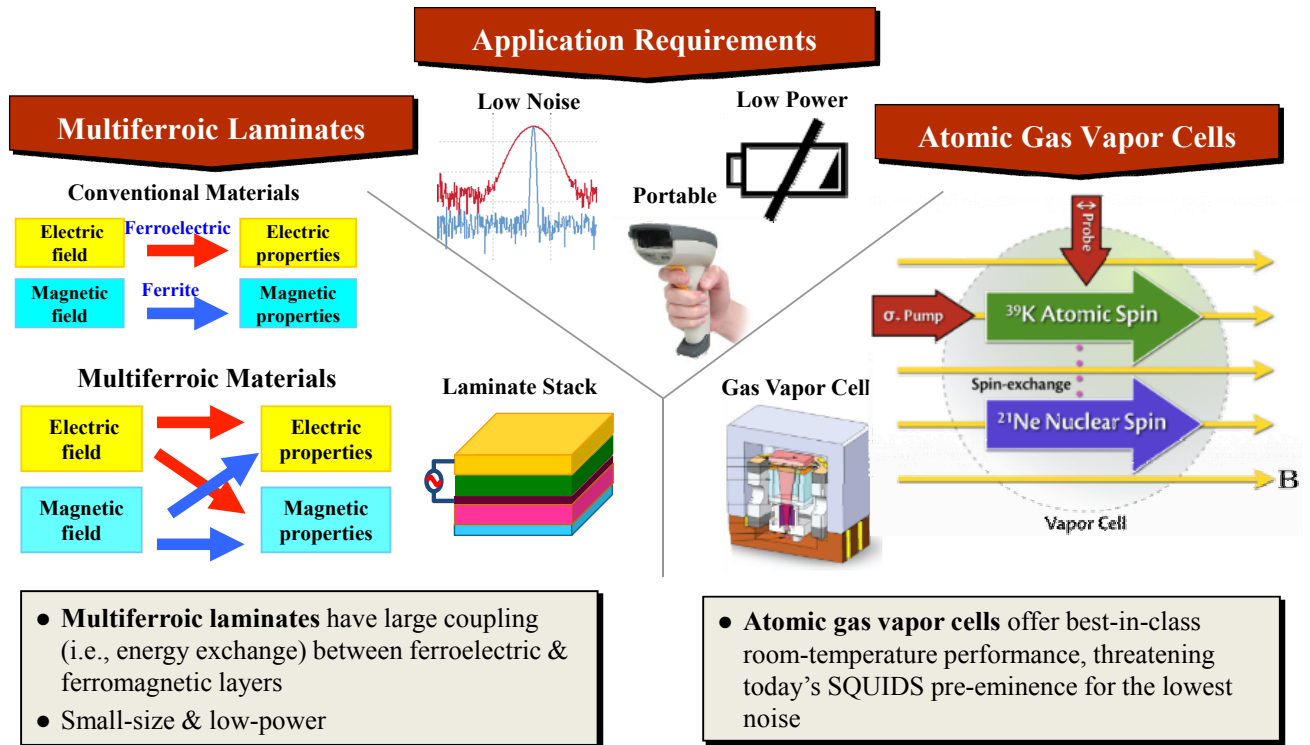 Application Requirements
Multiferroic Laminates
Low Noise
Low Power
Portable
Atomic Gas Vapor Cells
Conventional Materials
Electric
field
Ferroelectric
Electric
properties
Magnetic
field
Ferrite
Magnetic
properties
Multiferroic Materials
Electric
field
Electric
properties
Magnetic
field
Magnetic
properties
Laminate Stack
Gas Vapor Cell
Probe
σ- Pump
³⁹K Atomic Spin
Spin-exchange
²¹Ne Nuclear Spin
B
Vapor Cell
● Multiferroic laminates have large coupling
(i.e., energy exchange) between ferroelectric &
ferromagnetic layers
● Small-size & low-power
● Atomic gas vapor cells offer best-in-class
room-temperature performance, threatening
today's SQUIDS pre-eminence for the lowest
noise